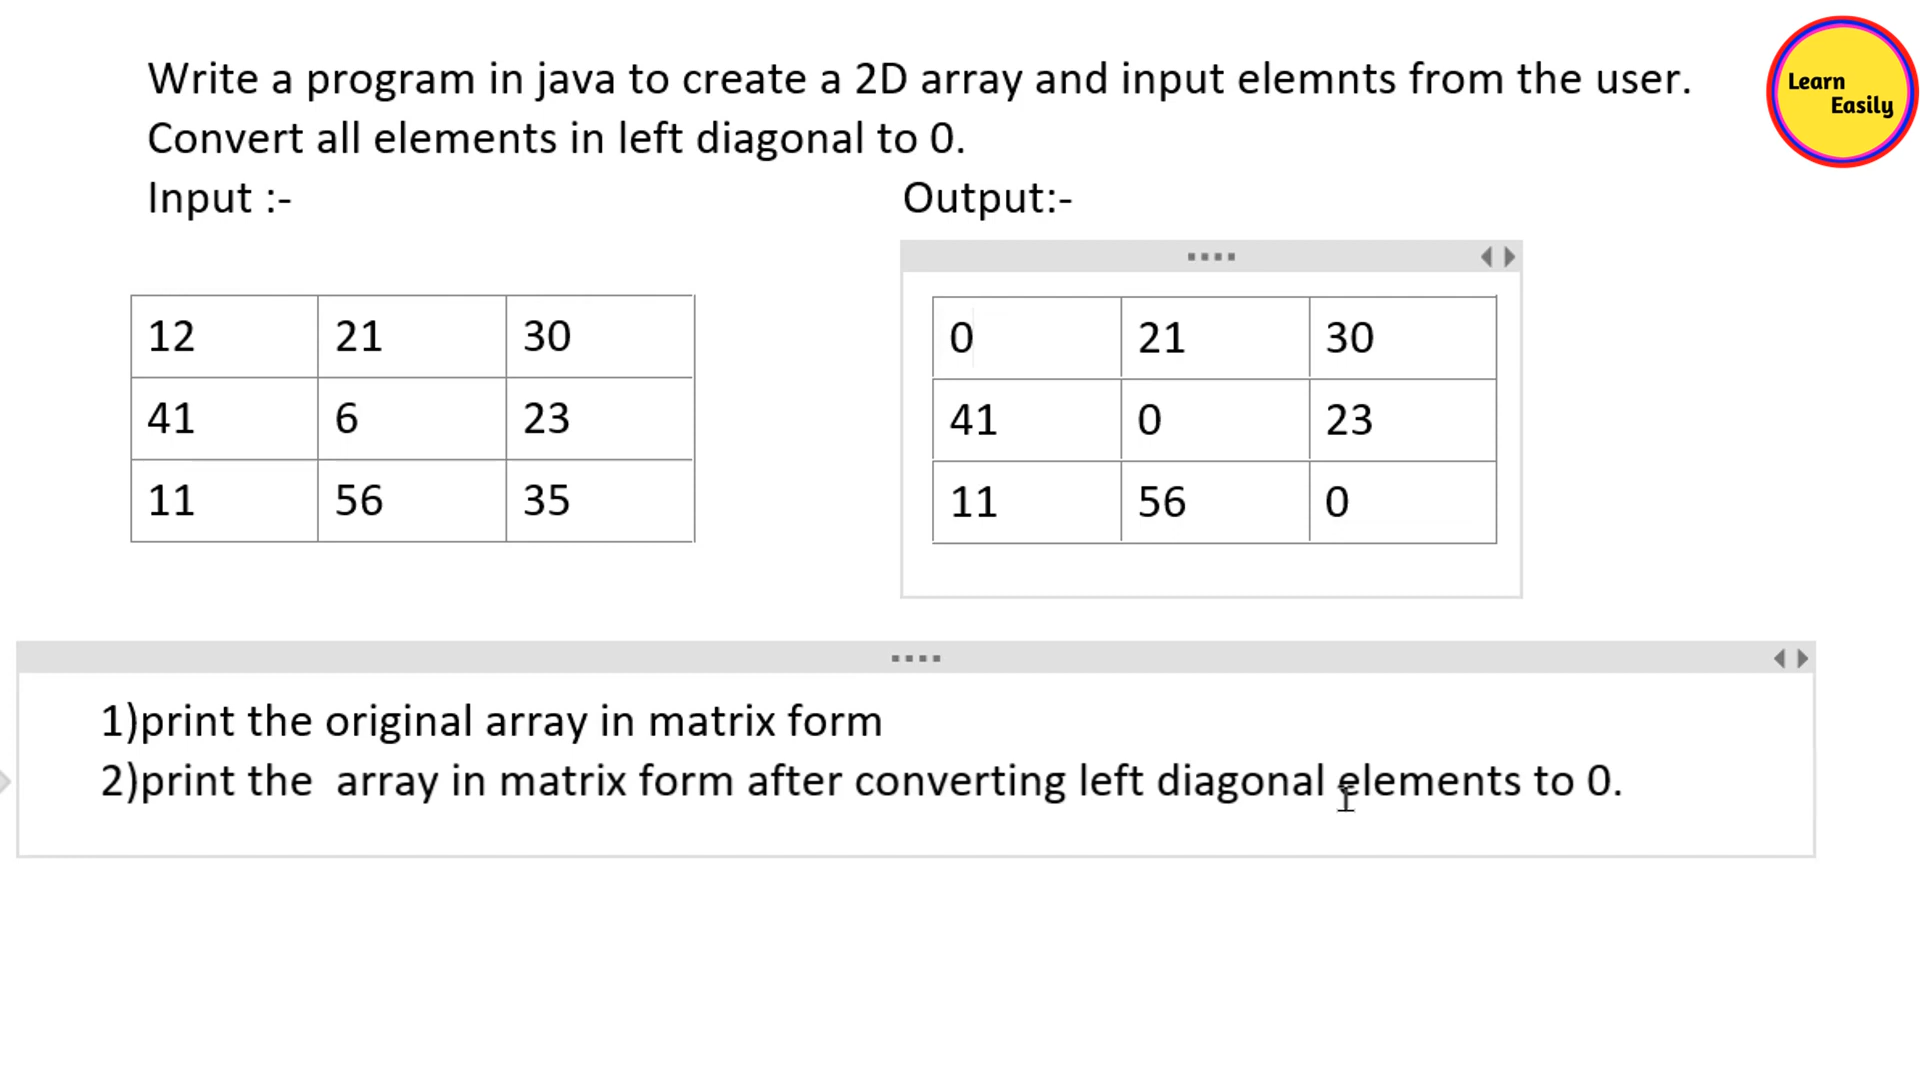 Write a program in java to create a 2D array and input elemnts from the user.
Convert all elements in left diagonal to 0.
Learn
Easily
Input :-
Output:-
12 21 30
41 6 23
11 56 35
0 21 30
41 0 23
11 56 0
1)print the original array in matrix form
2)print the  array in matrix form after converting left diagonal elements to 0.